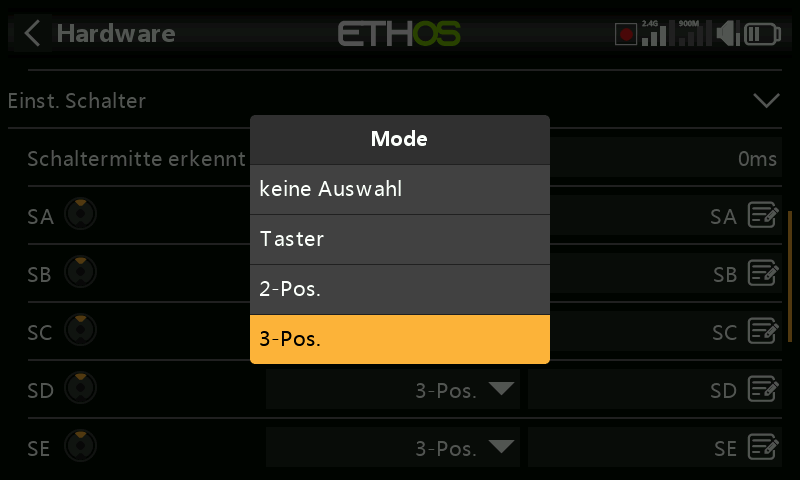 Hardware
ETHOS
2.4G
900M
Einst. Schalter
Mode
Schaltermitte erkennt
0ms
keine Auswahl
SA
SA
Taster
SB
SB
2-Pos.
SC
SC
3-Pos.
SD
3-Pos.
SD
SE
3-Pos.
SE